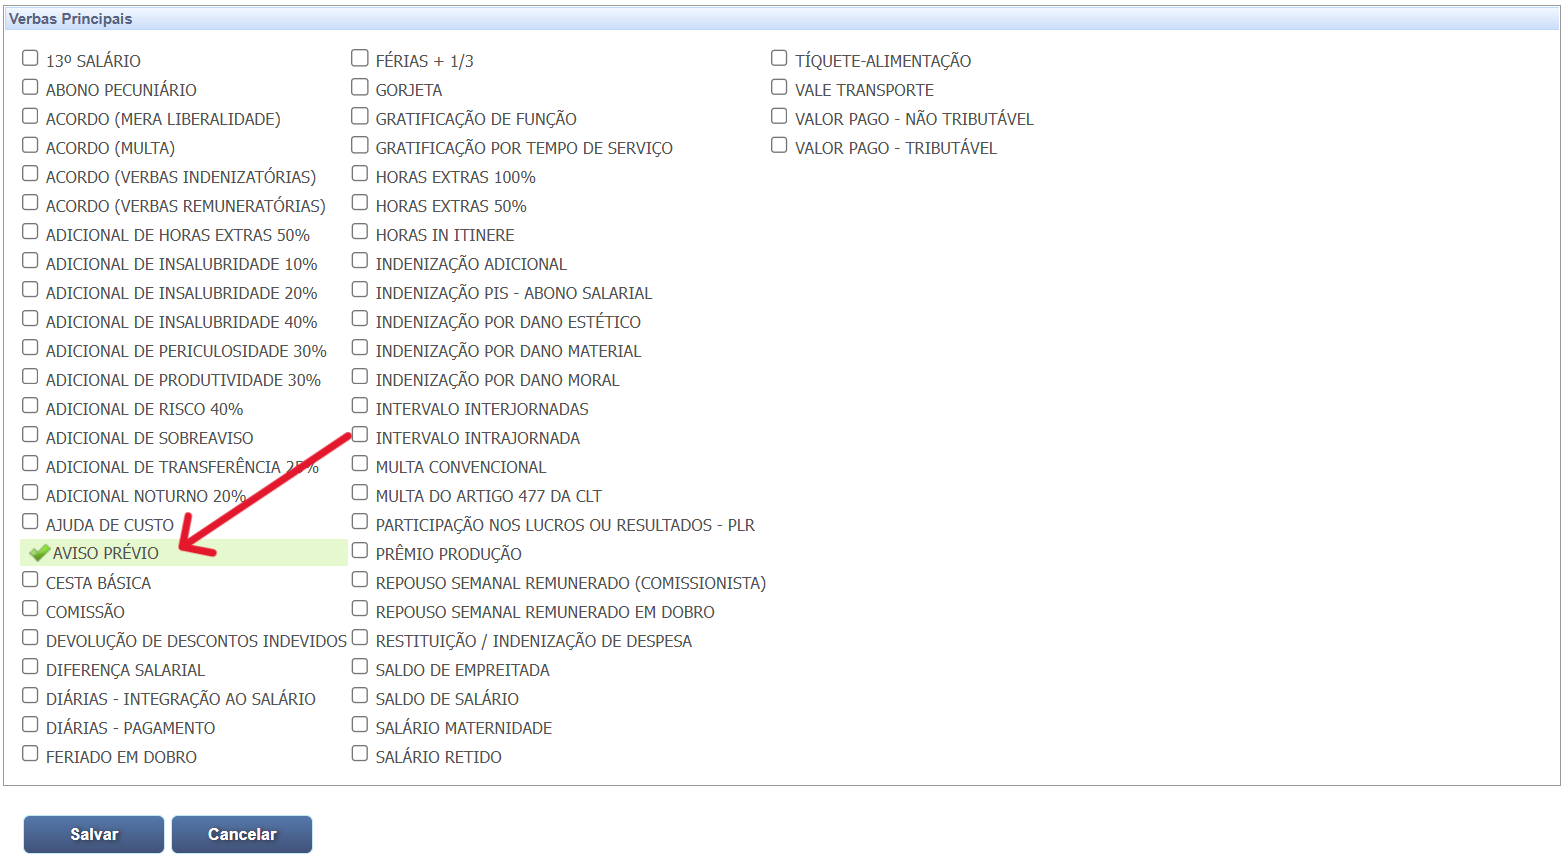 Verbas Principais
13º SALÁRIO
ABONO PECUNIÁRIO
ACORDO (MERA LIBERALIDADE)
ACORDO (MULTA)
ACORDO (VERBAS INDENIZATÓRIAS)
ACORDO (VERBAS REMUNERATÓRIAS)
ADICIONAL DE HORAS EXTRAS 50%
ADICIONAL DE INSALUBRIDADE 10%
ADICIONAL DE INSALUBRIDADE 20%
ADICIONAL DE INSALUBRIDADE 40%
ADICIONAL DE PERICULOSIDADE 30%
ADICIONAL DE PRODUTIVIDADE 30%
ADICIONAL DE RISCO 40%
ADICIONAL DE SOBREAVISO
ADICIONAL DE TRANSFERÊNCIA 25%
ADICIONAL NOTURNO 20%
AJUDA DE CUSTO
AVISO PRÉVIO
CESTA BÁSICA
COMISSÃO
DEVOLUÇÃO DE DESCONTOS INDEVIDOS
DIFERENÇA SALARIAL
DIÁRIAS - INTEGRAÇÃO AO SALÁRIO
DIÁRIAS - PAGAMENTO
FERIADO EM DOBRO
FÉRIAS + 1/3
GORJETA
GRATIFICAÇÃO DE FUNÇÃO
GRATIFICAÇÃO POR TEMPO DE SERVIÇO
HORAS EXTRAS 100%
HORAS EXTRAS 50%
HORAS IN ITINERE
INDENIZAÇÃO ADICIONAL
INDENIZAÇÃO PIS - ABONO SALARIAL
INDENIZAÇÃO POR DANO ESTÉTICO
INDENIZAÇÃO POR DANO MATERIAL
INDENIZAÇÃO POR DANO MORAL
INTERVALO INTERJORNADAS
INTERVALO INTRAJORNADA
MULTA CONVENCIONAL
MULTA DO ARTIGO 477 DA CLT
PARTICIPAÇÃO NOS LUCROS OU RESULTADOS - PLR
PRÊMIO PRODUÇÃO
REPOUSO SEMANAL REMUNERADO (COMISSIONISTA)
REPOUSO SEMANAL REMUNERADO EM DOBRO
RESTITUIÇÃO / INDENIZAÇÃO DE DESPESA
SALDO DE EMPREITADA
SALDO DE SALÁRIO
SALÁRIO MATERNIDADE
SALÁRIO RETIDO
TÍQUETE-ALIMENTAÇÃO
VALE TRANSPORTE
VALOR PAGO - NÃO TRIBUTÁVEL
VALOR PAGO - TRIBUTÁVEL
Salvar
Cancelar